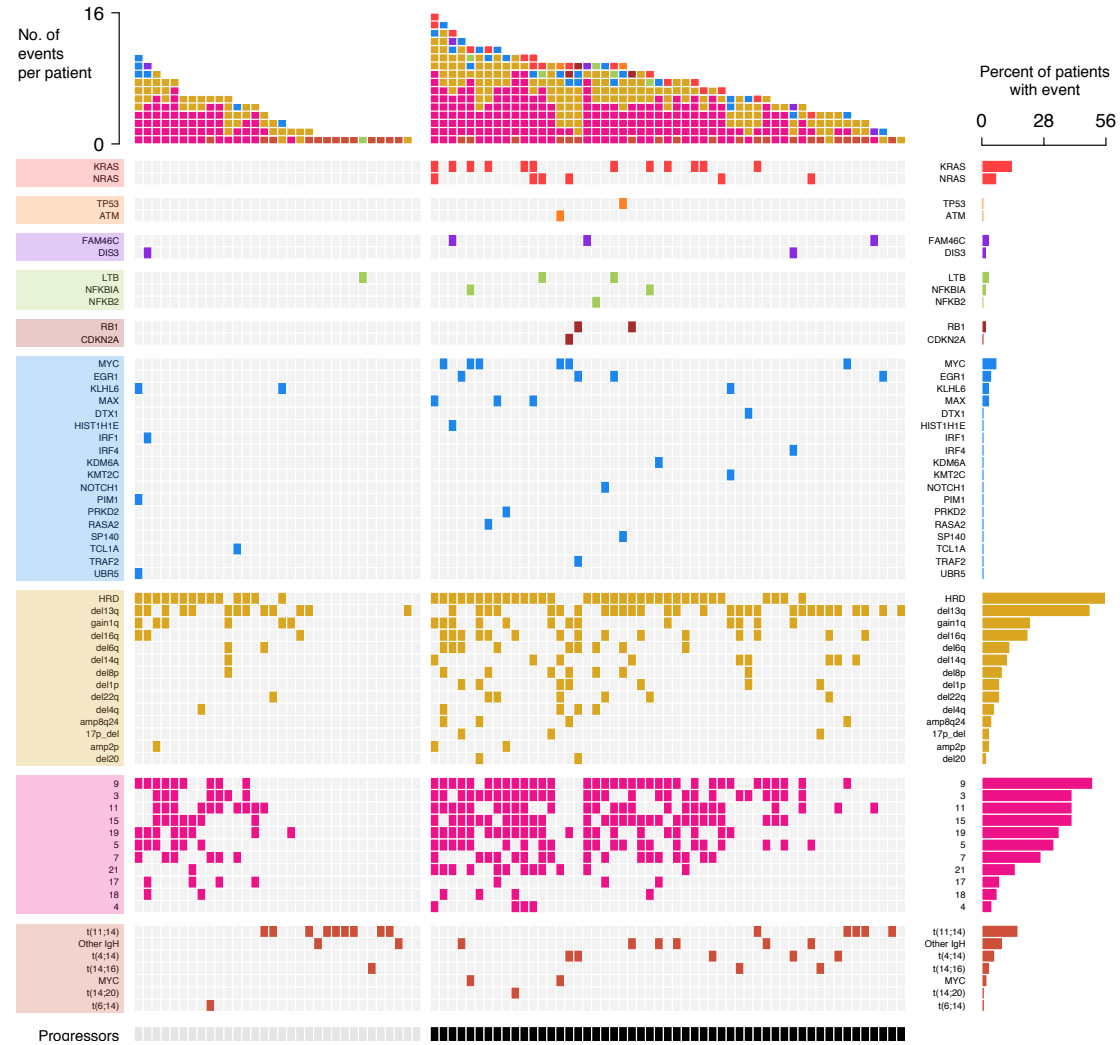 16
No. of
events
per patient
0
Percent of patients
with event
0 28 56
KRAS KRAS
NRAS NRAS
TP53 TP53
ATM ATM
FAM46C FAM46C
DIS3 DIS3
LTB LTB
NFKBIA NFKBIA
NFKB2 NFKB2
RB1 RB1
CDKN2A CDKN2A
MYC MYC
EGR1 EGR1
KLHL6 KLHL6
MAX MAX
DTX1 DTX1
HIST1H1E HIST1H1E
IRF1 IRF1
IRF4 IRF4
KDM6A KDM6A
KMT2C KMT2C
NOTCH1 NOTCH1
PIM1 PIM1
PRKD2 PRKD2
RASA2 RASA2
SP140 SP140
TCL1A TCL1A
TRAF2 TRAF2
UBR5 UBR5
HRD HRD
del13q del13q
gain1q gain1q
del16q del16q
del6q del6q
del14q del14q
del8p del8p
del1p del1p
del22q del22q
del4q del4q
amp8q24 amp8q24
17p_del 17p_del
amp2p amp2p
del20 del20
9 9
3 3
11 11
15 15
19 19
5 5
7 7
21 21
17 17
18 18
4 4
t(11;14) t(11;14)
Other IgH Other IgH
t(4;14) t(4;14)
t(14;16) t(14;16)
MYC MYC
t(14;20) t(14;20)
t(6;14) t(6;14)
Progressors